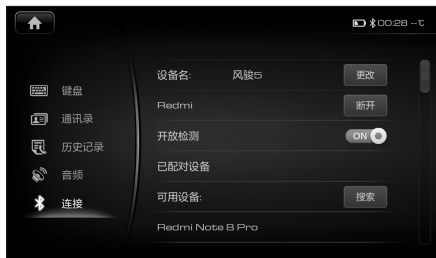 00:28 --℃
键盘
通讯录
历史记录
音频
连接
设备名: 风骏5 更改
Redmi 断开
开放检测 ON
已配对设备
可用设备: 搜索
Redmi Note 8 Pro